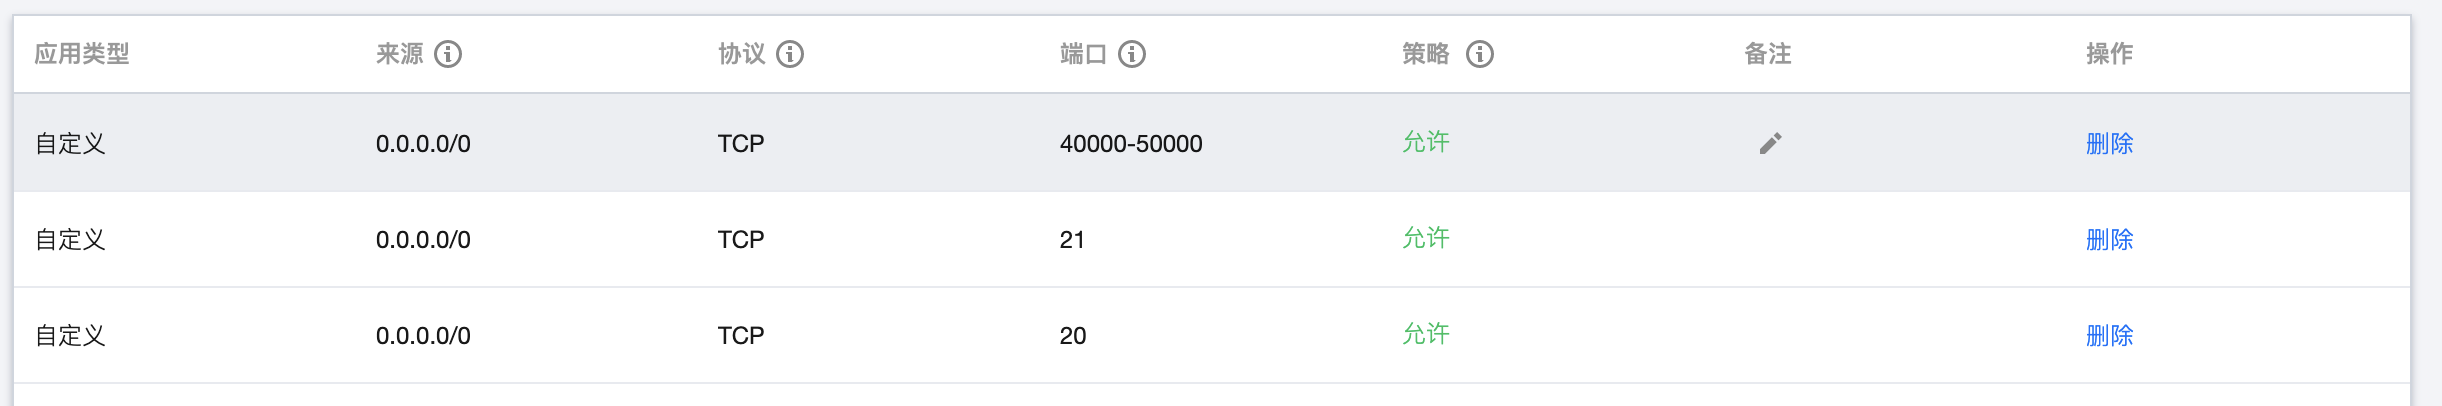 应用类型 来源 协议 端口 策略 备注 操作
自定义 0.0.0.0/0 TCP 40000-50000 允许 删除
自定义 0.0.0.0/0 TCP 21 允许 删除
自定义 0.0.0.0/0 TCP 20 允许 删除